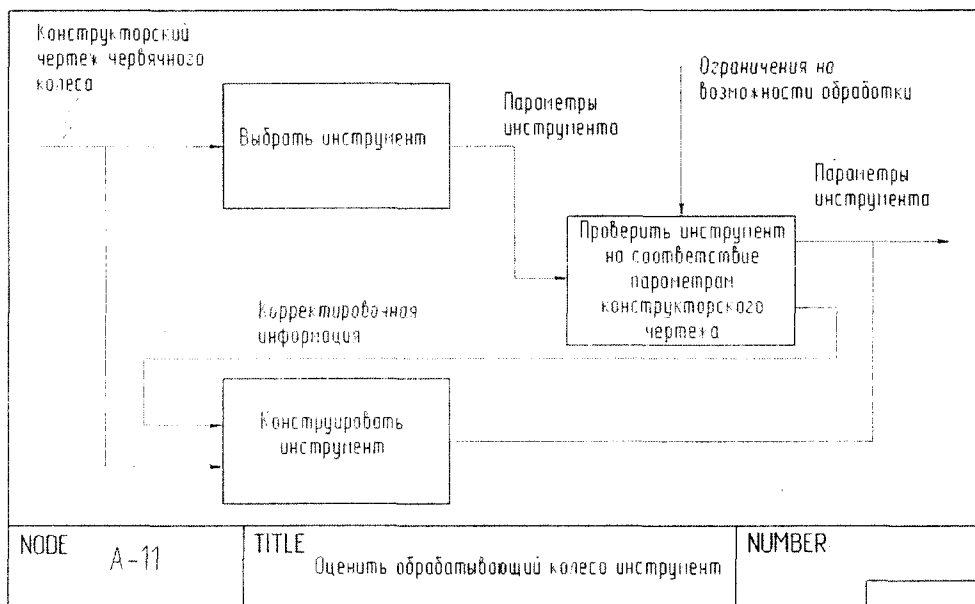 Конструкторский
чертеж червячного
колеса
Выбрать инструмент
Параметры
инструмента
Ограничения на
возможности обработки
Параметры
инструмента
Проверить инструмент
на соответствие
параметрам
конструкторского
чертежа
Корректировочная
информация
Конструировать
инструмент
NODE
A-11
TITLE
Оценить обрабатывающий колеса инструмент
NUMBER